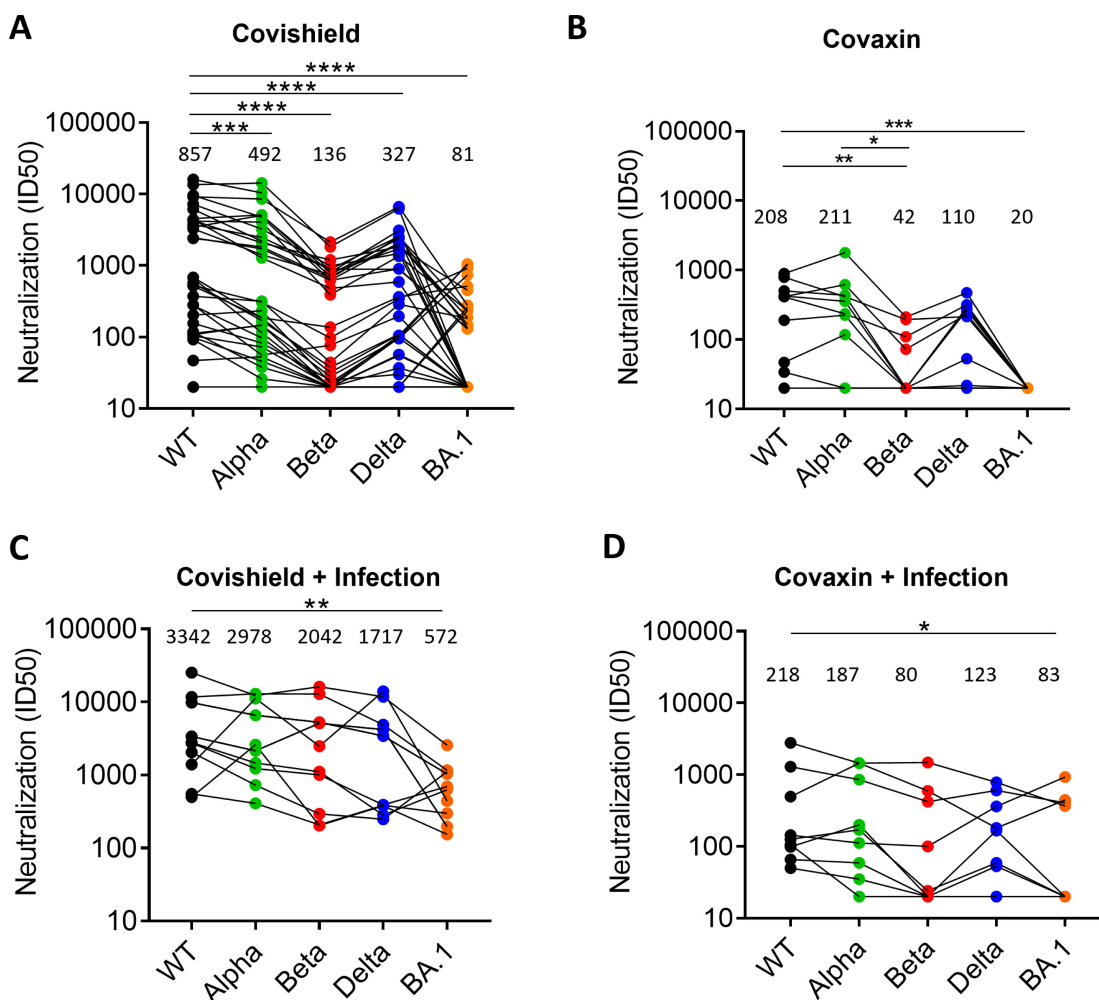 A
Covishield
****
****
****
***
857 492 136 327 81
Neutralization (ID50)
100000
10000
1000
100
10
WT Alpha Beta Delta BA.1
B
Covaxin
***
*
**
208 211 42 110 20
Neutralization (ID50)
100000
10000
1000
100
10
WT Alpha Beta Delta BA.1
C
Covishield + Infection
**
3342 2978 2042 1717 572
Neutralization (ID50)
100000
10000
1000
100
10
WT Alpha Beta Delta BA.1
D
Covaxin + Infection
*
218 187 80 123 83
Neutralization (ID50)
100000
10000
1000
100
10
WT Alpha Beta Delta BA.1